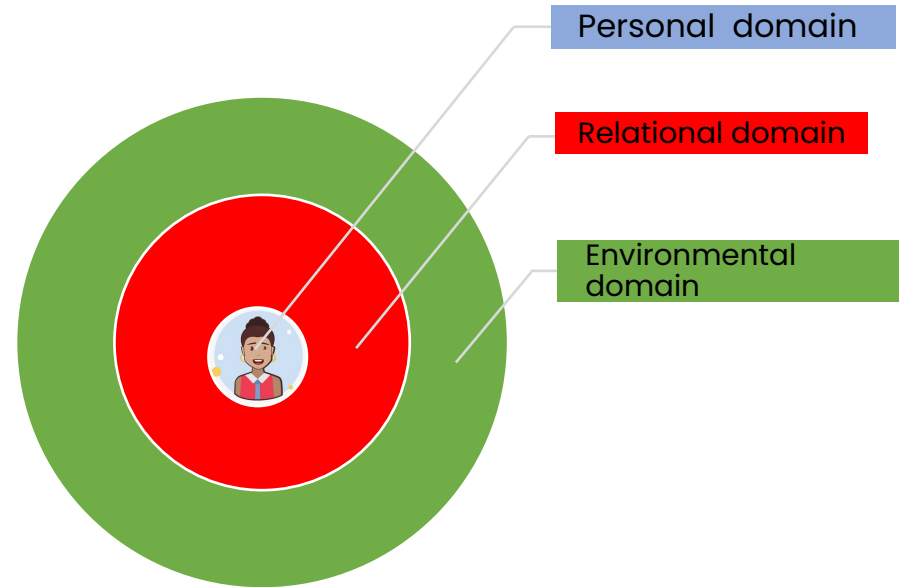 Personal domain
Relational domain
Environmental
domain